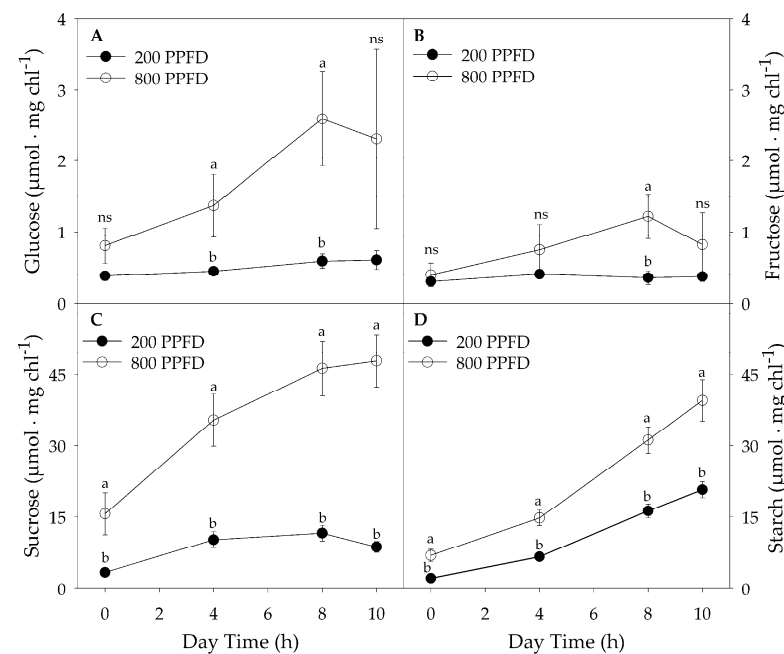 A
200 PPFD
800 PPFD
ns
a
a
ns
b
b
4
3
2
1
0
Glucose (μmol · mg chl⁻¹)
B
200 PPFD
800 PPFD
ns
ns
a
b
ns
4
3
2
1
0
Fructose (μmol · mg chl⁻¹)
C
200 PPFD
800 PPFD
a
a
a
a
b
b
b
b
45
30
15
0
Sucrose (μmol · mg chl⁻¹)
0 2 4 6 8 10
Day Time (h)
D
200 PPFD
800 PPFD
a
a
a
a
b
b
b
b
45
30
15
0
Starch (μmol · mg chl⁻¹)
0 2 4 6 8 10
Day Time (h)